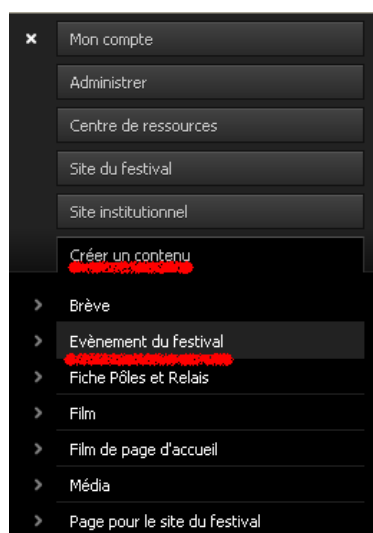 Mon compte
Administrer
Centre de ressources
Site du festival
Site institutionnel
Créer un contenu
Brève
Evènement du festival
Fiche Pôles et Relais
Film
Film de page d'accueil
Média
Page pour le site du festival